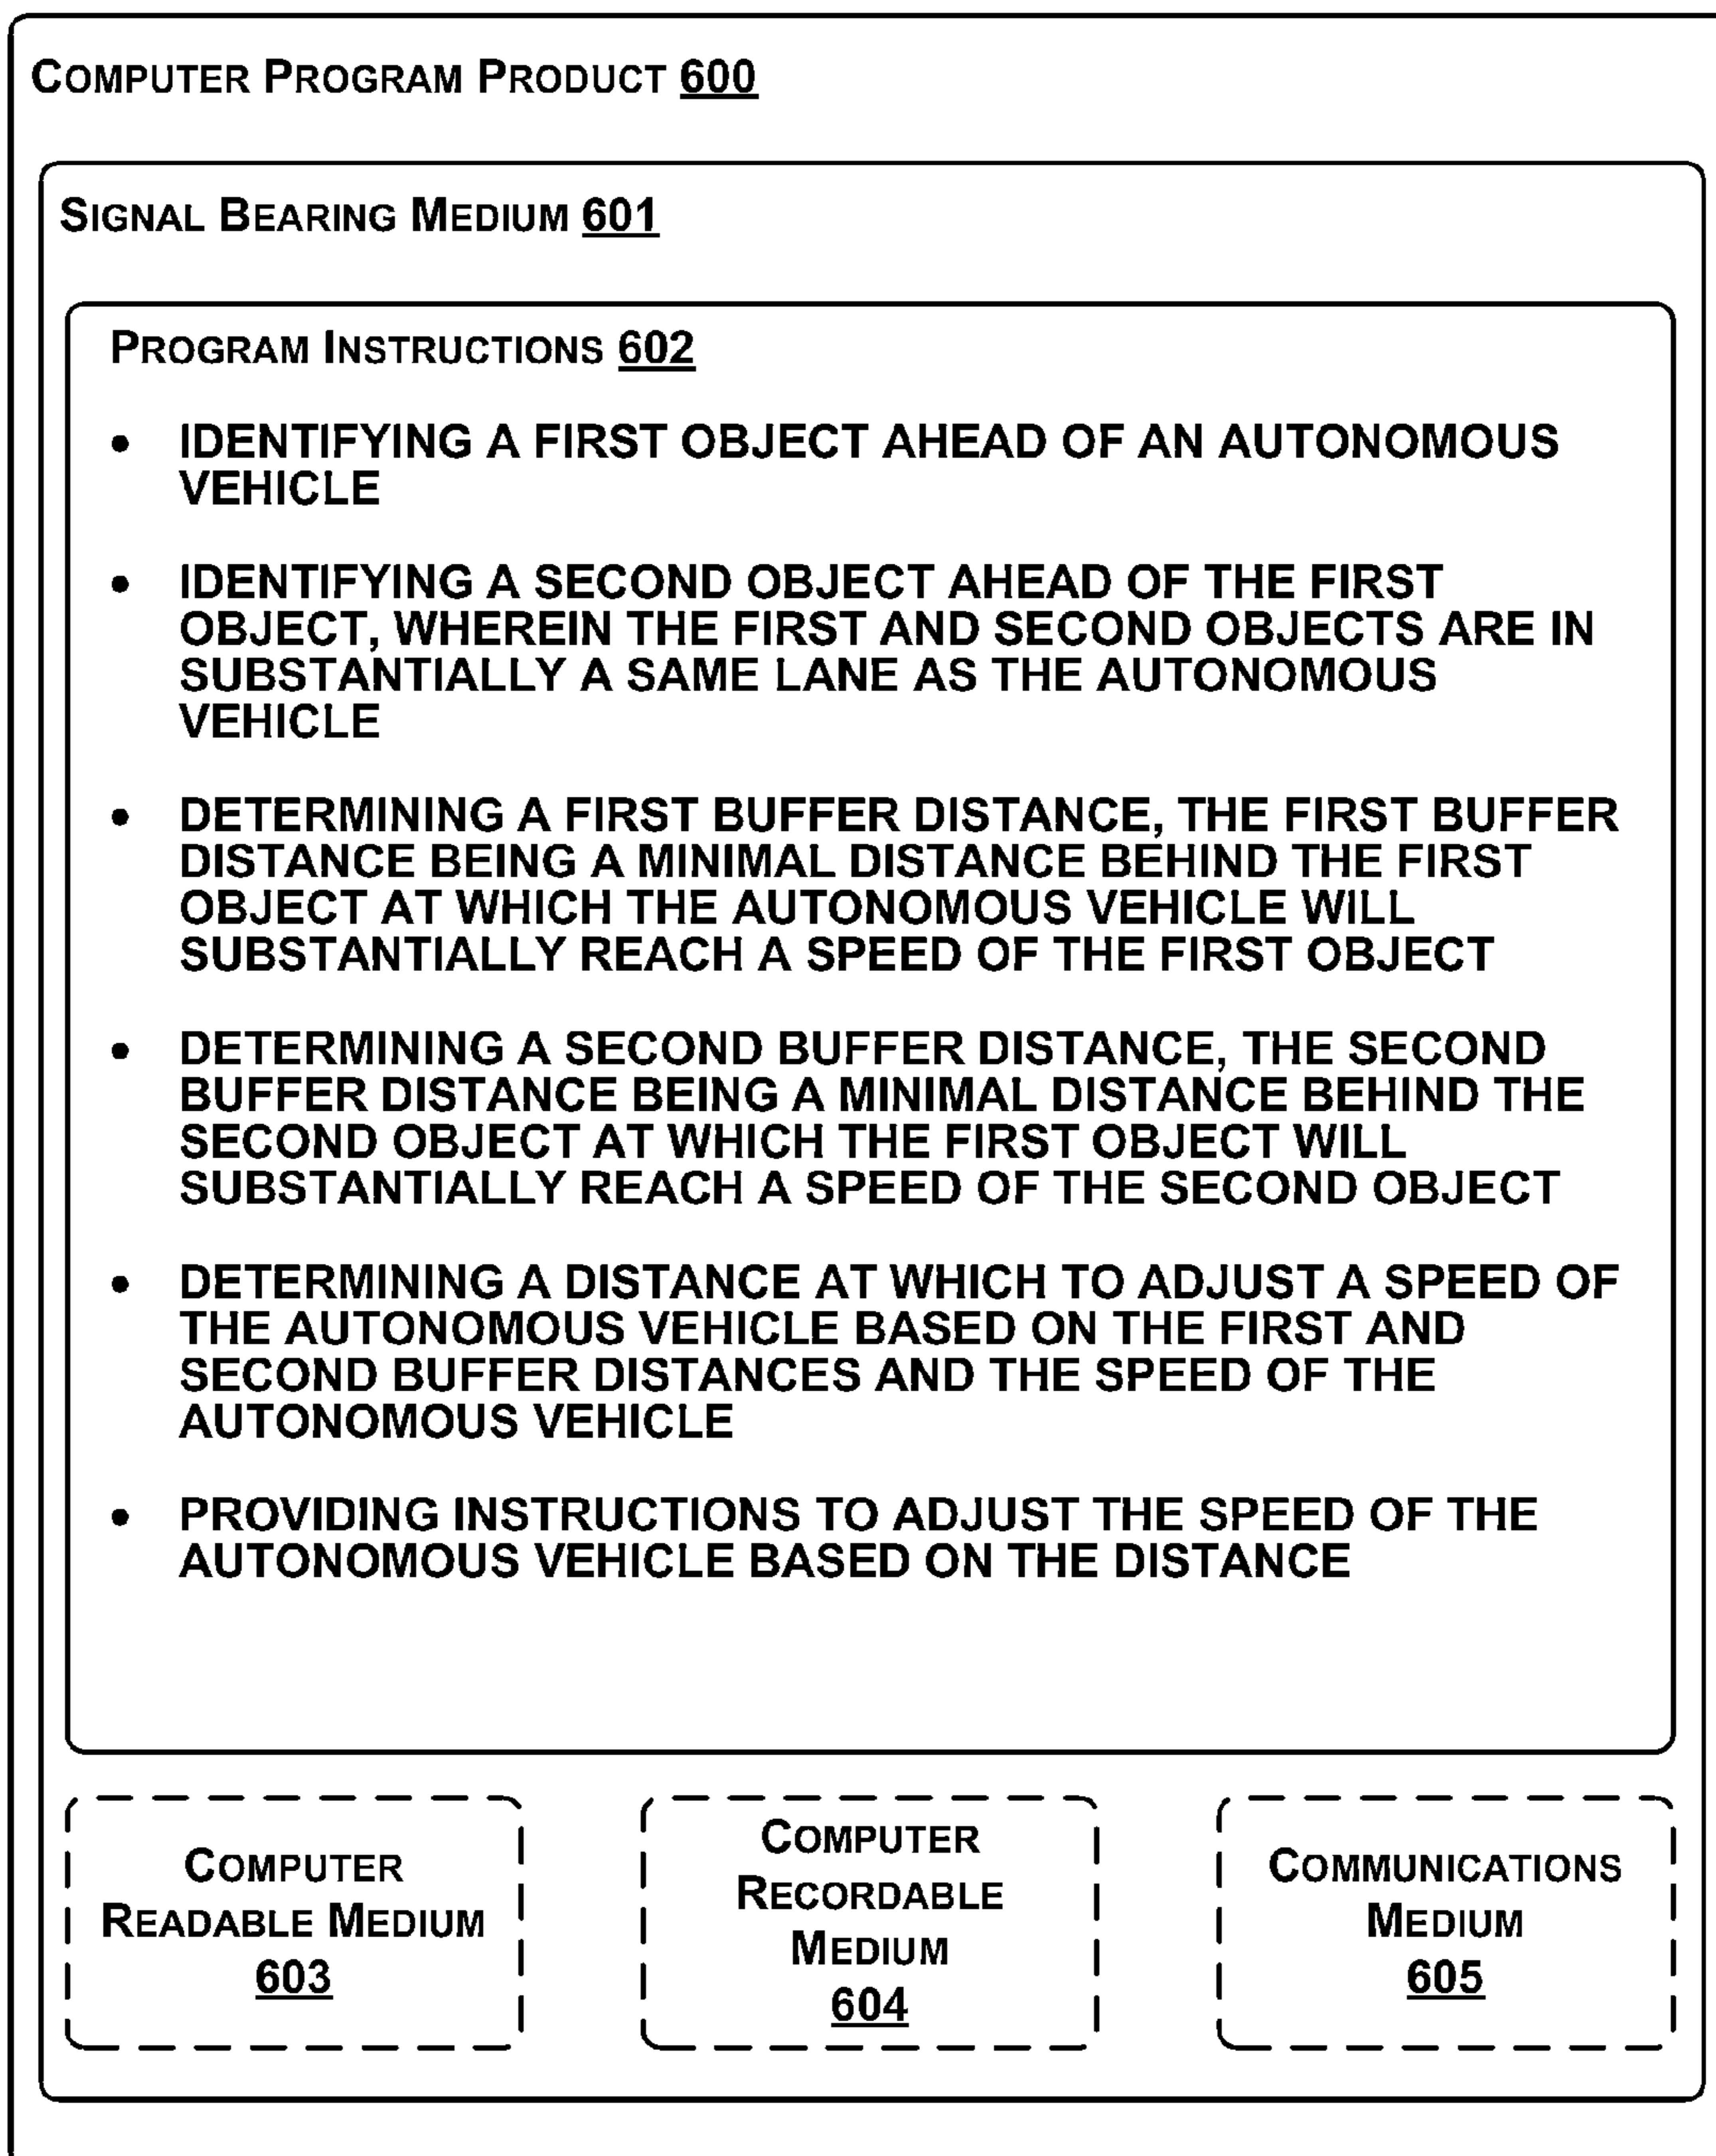 COMPUTER PROGRAM PRODUCT 600
SIGNAL BEARING MEDIUM 601
PROGRAM INSTRUCTIONS 602
• IDENTIFYING A FIRST OBJECT AHEAD OF AN AUTONOMOUS
VEHICLE
• IDENTIFYING A SECOND OBJECT AHEAD OF THE FIRST
OBJECT, WHEREIN THE FIRST AND SECOND OBJECTS ARE IN
SUBSTANTIALLY A SAME LANE AS THE AUTONOMOUS
VEHICLE
• DETERMINING A FIRST BUFFER DISTANCE, THE FIRST BUFFER
DISTANCE BEING A MINIMAL DISTANCE BEHIND THE FIRST
OBJECT AT WHICH THE AUTONOMOUS VEHICLE WILL
SUBSTANTIALLY REACH A SPEED OF THE FIRST OBJECT
• DETERMINING A SECOND BUFFER DISTANCE, THE SECOND
BUFFER DISTANCE BEING A MINIMAL DISTANCE BEHIND THE
SECOND OBJECT AT WHICH THE FIRST OBJECT WILL
SUBSTANTIALLY REACH A SPEED OF THE SECOND OBJECT
• DETERMINING A DISTANCE AT WHICH TO ADJUST A SPEED OF
THE AUTONOMOUS VEHICLE BASED ON THE FIRST AND
SECOND BUFFER DISTANCES AND THE SPEED OF THE
AUTONOMOUS VEHICLE
• PROVIDING INSTRUCTIONS TO ADJUST THE SPEED OF THE
AUTONOMOUS VEHICLE BASED ON THE DISTANCE
COMPUTER
READABLE MEDIUM
603
COMPUTER
RECORDABLE
MEDIUM
604
COMMUNICATIONS
MEDIUM
605